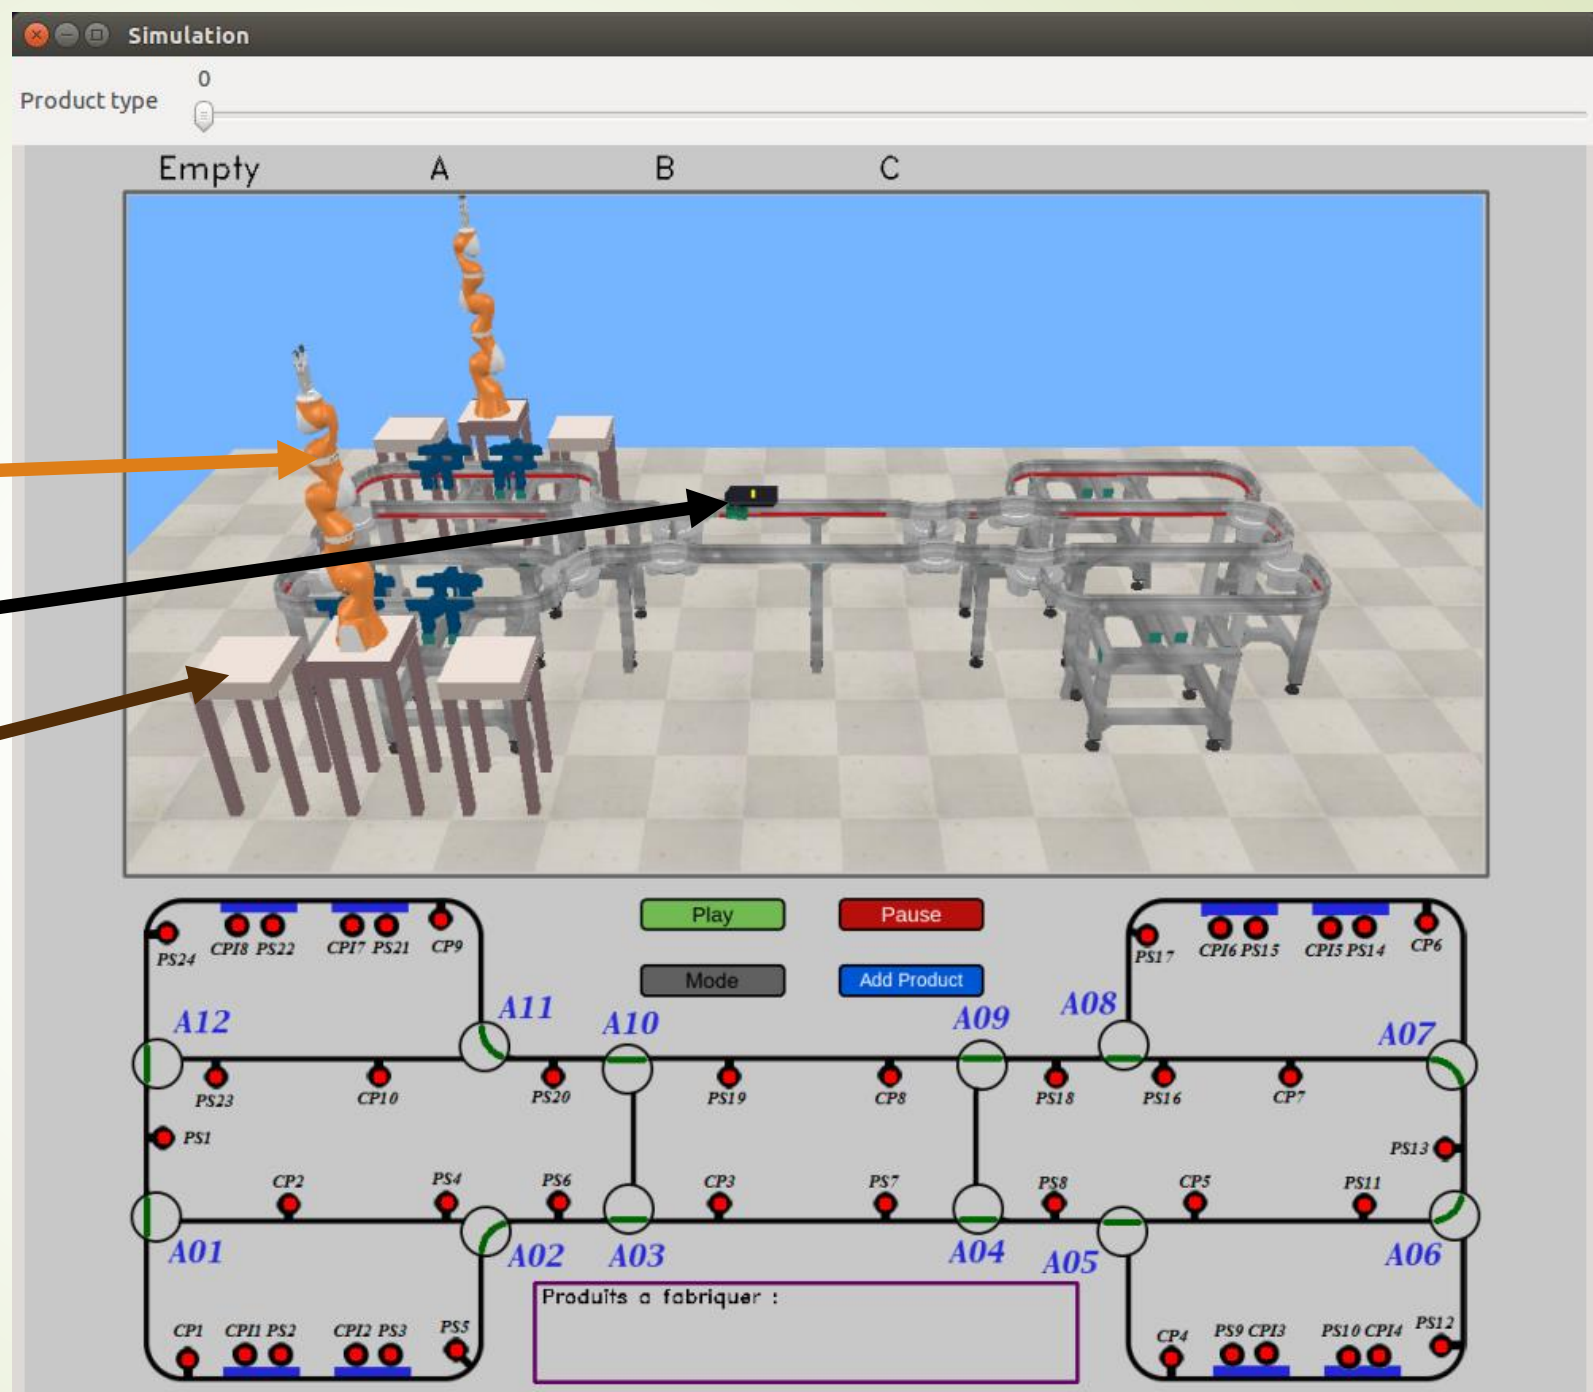 Simulation
0
Product type
Empty A B C
Play Pause
Mode Add Product
PS24 CPI8 PS22 CPI7 PS21 CP9
PS17 CPI6 PS15 CPI5 PS14 CP6
A12 A11 A10 A09 A08 A07
PS23 CP10 PS20 PS19 CP8 PS18 PS16 CP7
PS1 PS13
CP2 PS4 PS6 CP3 PS7 PS8 CP5 PS11
A01 A02 A03 A04 A05 A06
Produits a fabriquer :
CP1 CPI1 PS2 CPI2 PS3 PS5
CP4 PS9 CPI3 PS10 CPI4 PS12